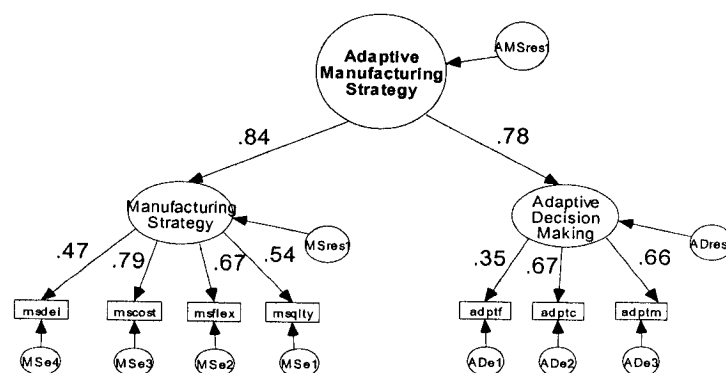 Adaptive
Manufacturing
Strategy
AMSres1
.84
.78
Manufacturing
Strategy
MSres1
Adaptive
Decision
Making
ADres
.47
.79
.67
.54
.35
.67
.66
msdel
mscost
msflex
msqlty
adptf
adptc
adptm
MSe4
MSe3
MSe2
MSe1
ADe1
ADe2
ADe3